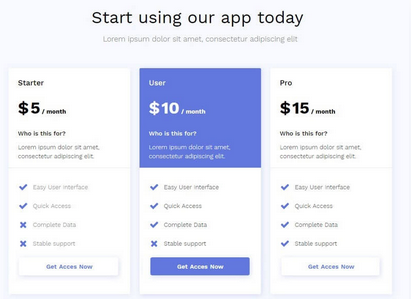 Start using our app today
Lorem ipsum dolor sit amet, consectetur adipiscing elit
Starter
$5 / month
Who is this for?
Lorem ipsum dolor sit amet,
consectetur adipiscing elit.
Easy User Interface
Quick Access
Complete Data
Stable support
Get Acces Now
User
$10 / month
Who is this for?
Lorem ipsum dolor sit amet,
consectetur adipiscing elit.
Easy User Interface
Quick Access
Complete Data
Stable support
Get Acces Now
Pro
$15 / month
Who is this for?
Lorem ipsum dolor sit amet,
consectetur adipiscing elit.
Easy User Interface
Quick Access
Complete Data
Stable support
Get Acces Now